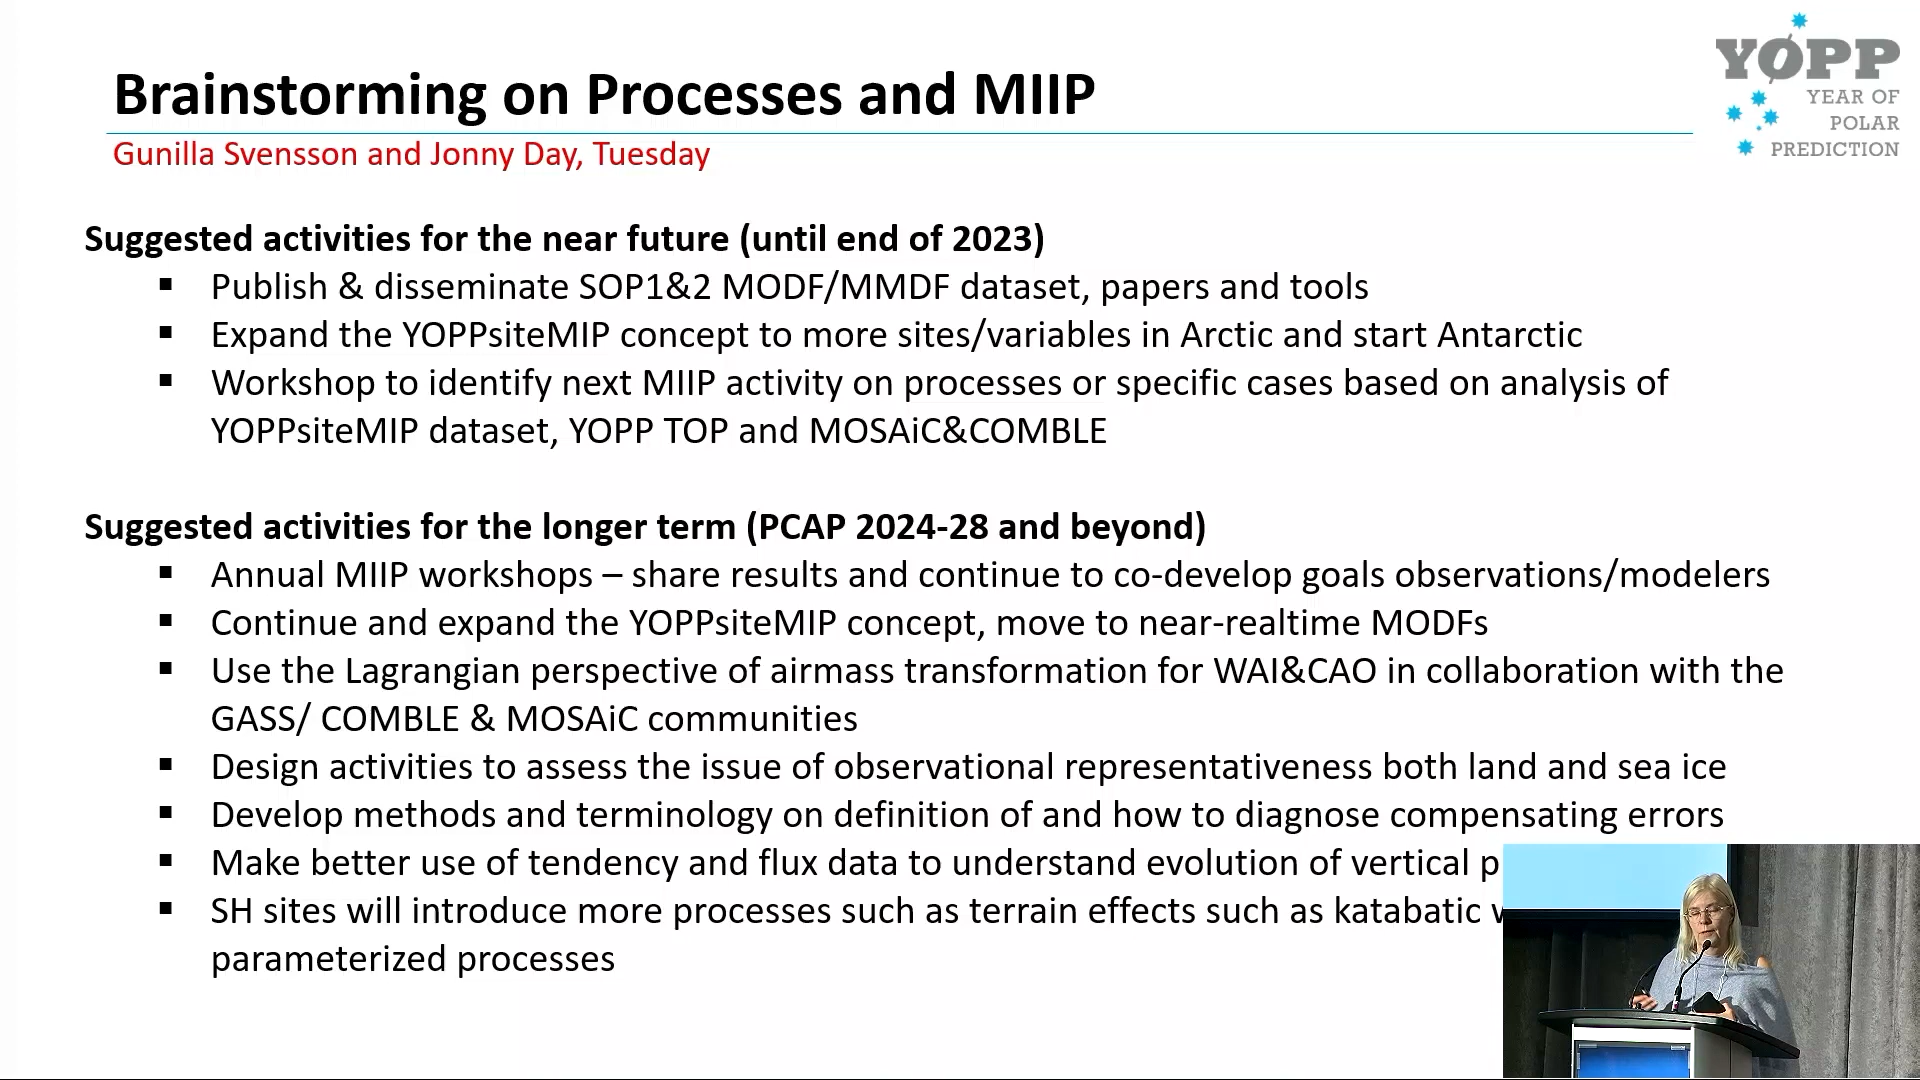 Brainstorming on Processes and MIIP
Gunilla Svensson and Jonny Day, Tuesday
YOPP
YEAR OF
POLAR
PREDICTION
Suggested activities for the near future (until end of 2023)
▪ Publish & disseminate SOP1&2 MODF/MMDF dataset, papers and tools
▪ Expand the YOPPsiteMIP concept to more sites/variables in Arctic and start Antarctic
▪ Workshop to identify next MIIP activity on processes or specific cases based on analysis of
YOPPsiteMIP dataset, YOPP TOP and MOSAiC&COMBLE
Suggested activities for the longer term (PCAP 2024-28 and beyond)
▪ Annual MIIP workshops – share results and continue to co-develop goals observations/modelers
▪ Continue and expand the YOPPsiteMIP concept, move to near-realtime MODFs
▪ Use the Lagrangian perspective of airmass transformation for WAI&CAO in collaboration with the
GASS/ COMBLE & MOSAiC communities
▪ Design activities to assess the issue of observational representativeness both land and sea ice
▪ Develop methods and terminology on definition of and how to diagnose compensating errors
▪ Make better use of tendency and flux data to understand evolution of vertical
▪ SH sites will introduce more processes such as terrain effects such as katabatic
parameterized processes